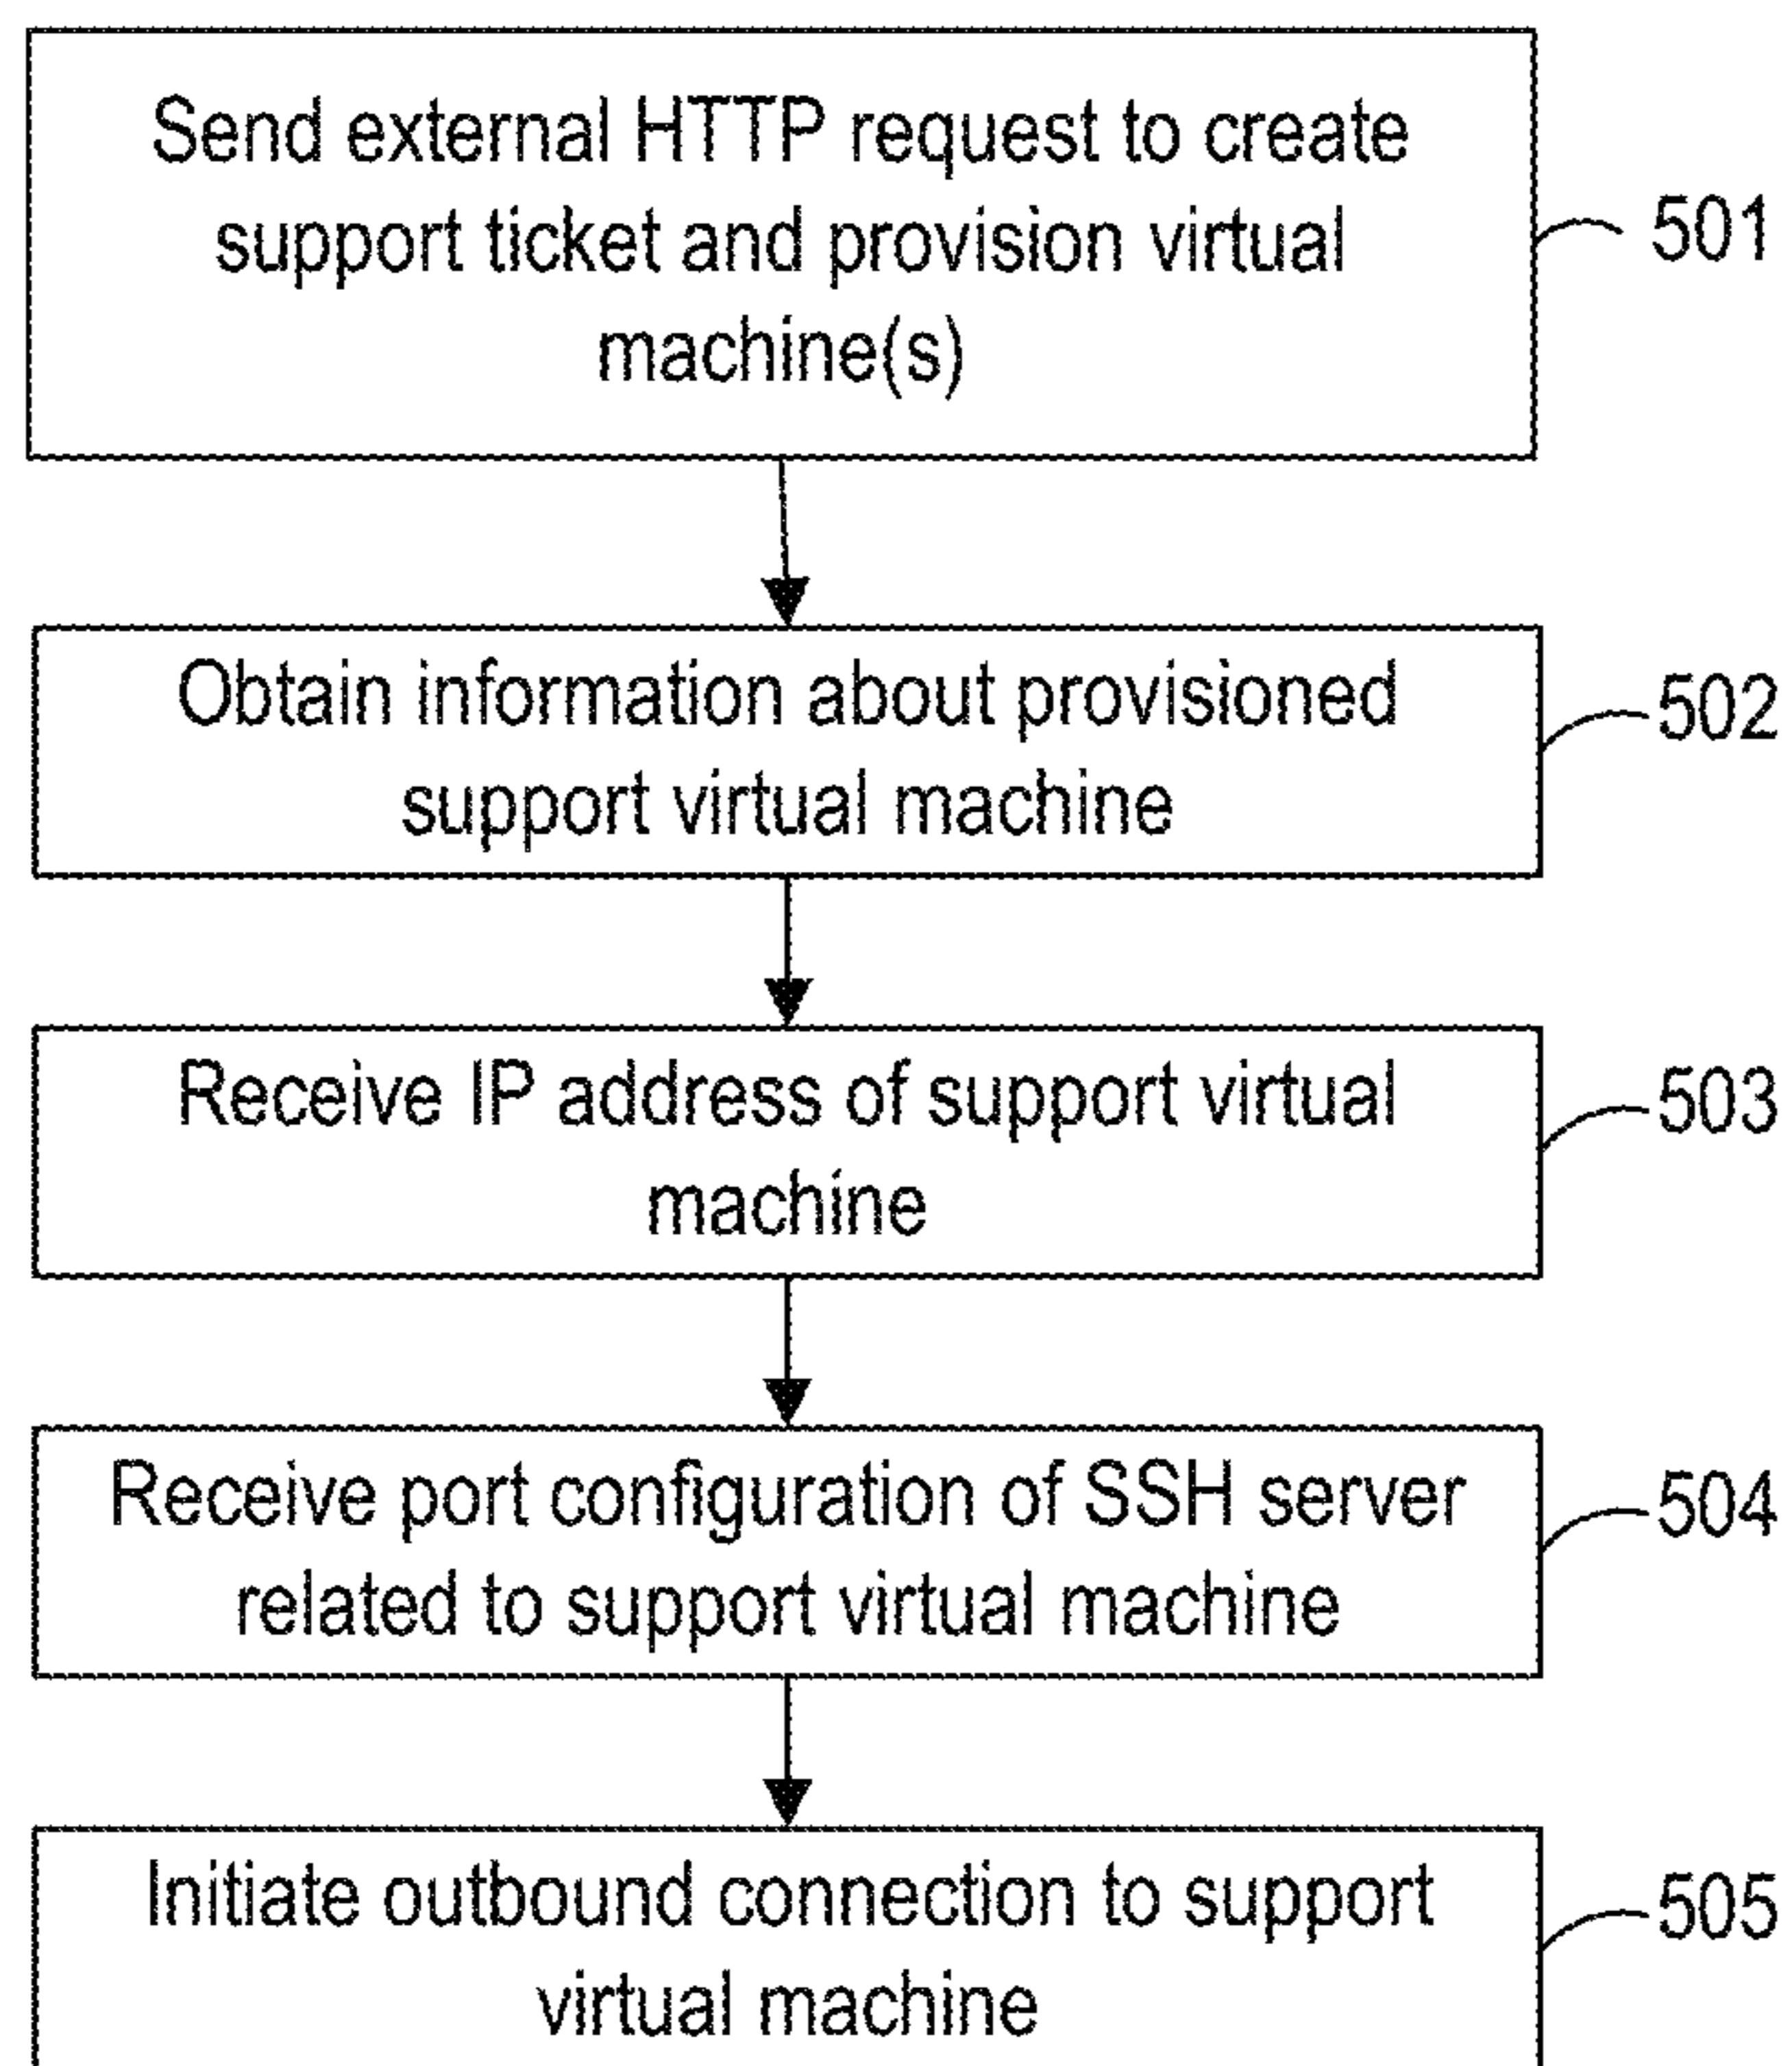 Send external HTTP request to create
support ticket and provision virtual
machine(s)
501
Obtain information about provisioned
support virtual machine
502
Receive IP address of support virtual
machine
503
Receive port configuration of SSH server
related to support virtual machine
504
Initiate outbound connection to support
virtual machine
505